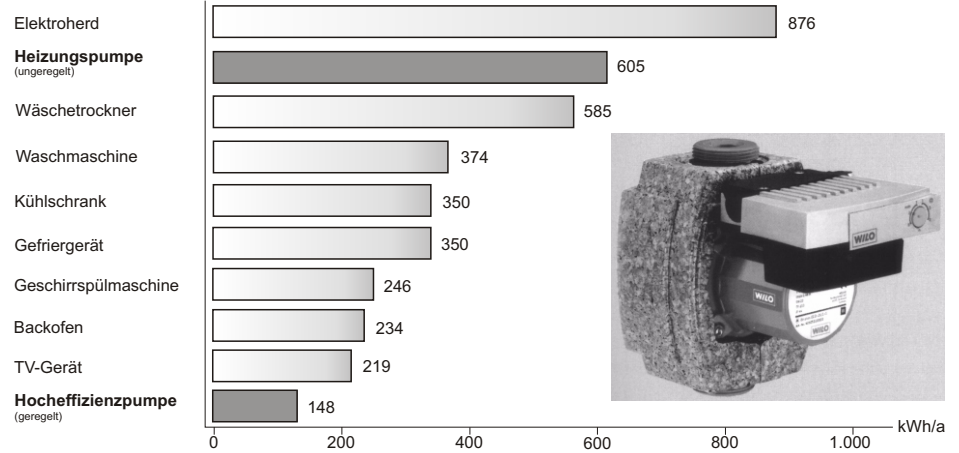 Elektroherd
876
Heizungspumpe
(ungeregelt)
605
Wäschetrockner
585
Waschmaschine
374
Kühlschrank
350
Gefriergerät
350
Geschirrspülmaschine
246
Backofen
234
TV-Gerät
219
Hocheffizienzpumpe
(geregelt)
148
0 200 400 600 800 1.000 kWh/a
WILO
WILO
WILO